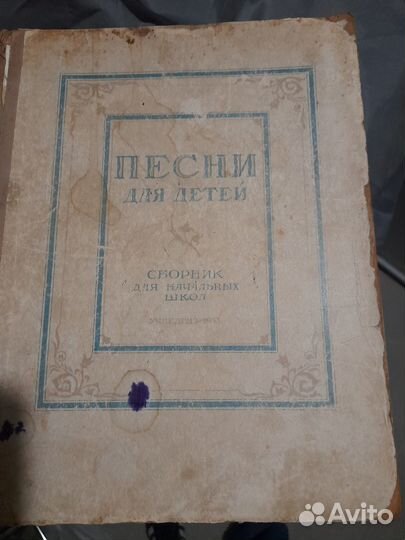 ПЕСНИ
ДЛЯ ДЕТЕЙ
СБОРНИК
ДЛЯ НАЧАЛЬНЫХ
ШКОЛ
Avito